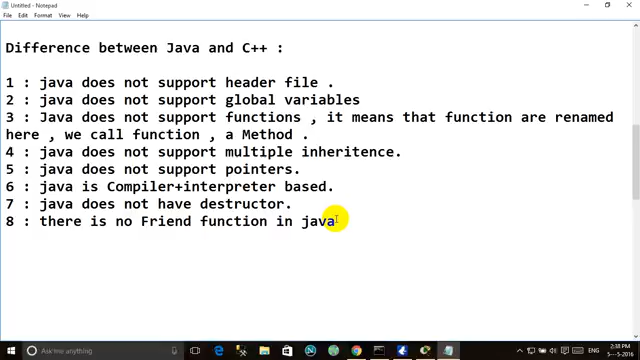 Untitled - Notepad
File Edit Format View Help
Difference between Java and C++ :
1 : java does not support header file .
2 : java does not support global variables
3 : Java does not support functions , it means that function are renamed
here , we call function , a Method .
4 : java does not support multiple inheritence.
5 : java does not support pointers.
6 : java is Compiler+interpreter based.
7 : java does not have destructor.
8 : there is no Friend function in java
Ask me anything
ENG
2:38 PM